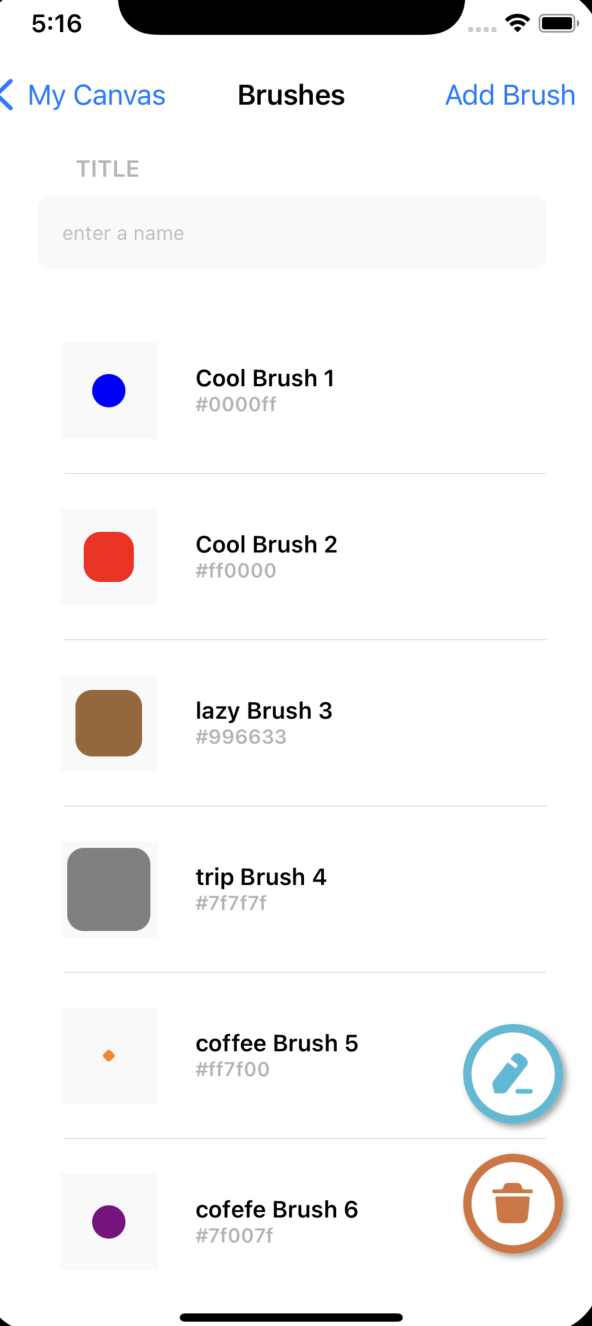 5:16
My Canvas
Brushes
Add Brush
TITLE
enter a name
Cool Brush 1
#0000ff
Cool Brush 2
#ff0000
lazy Brush 3
#996633
trip Brush 4
#7f7f7f
coffee Brush 5
#ff7f00
cofefe Brush 6
#7f007f